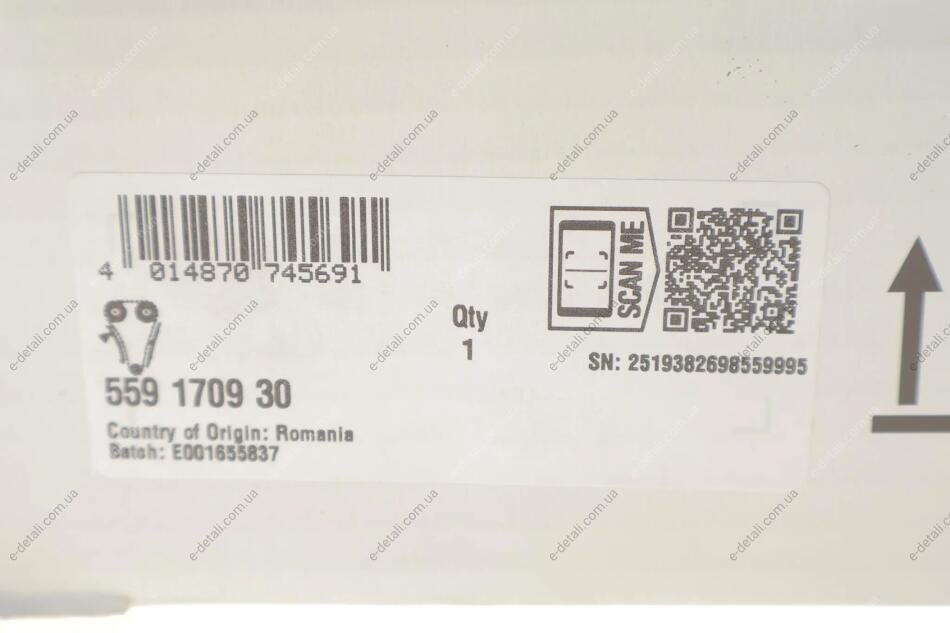 4 014870 745691
559 1709 30
Country of Origin: Romania
Batch: E001655837
Qty
1
SCAN ME
SN: 2519382698559995
e-detali.com.ua